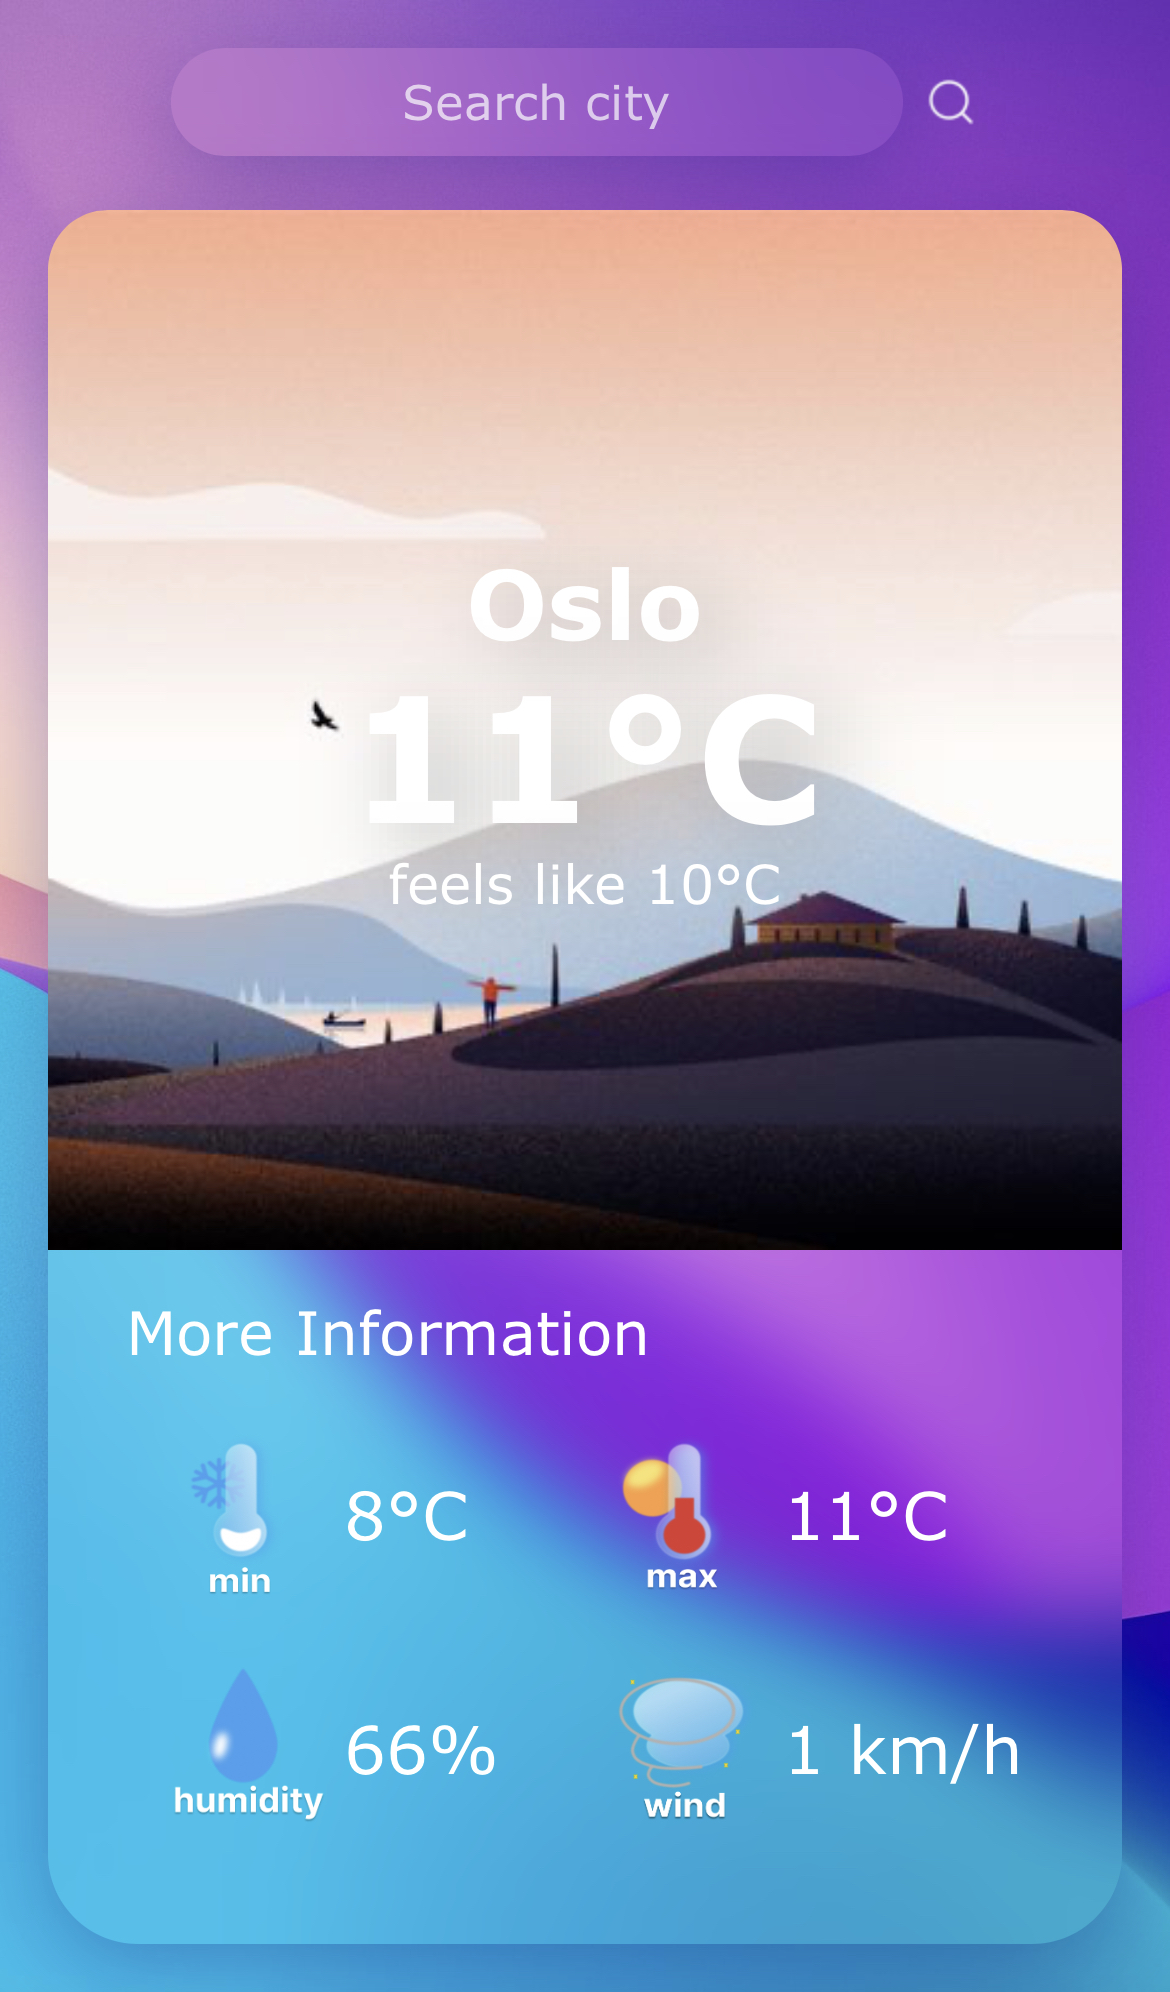 Search city
Oslo
11°C
feels like 10°C
More Information
8°C
min
11°C
max
66%
humidity
1 km/h
wind